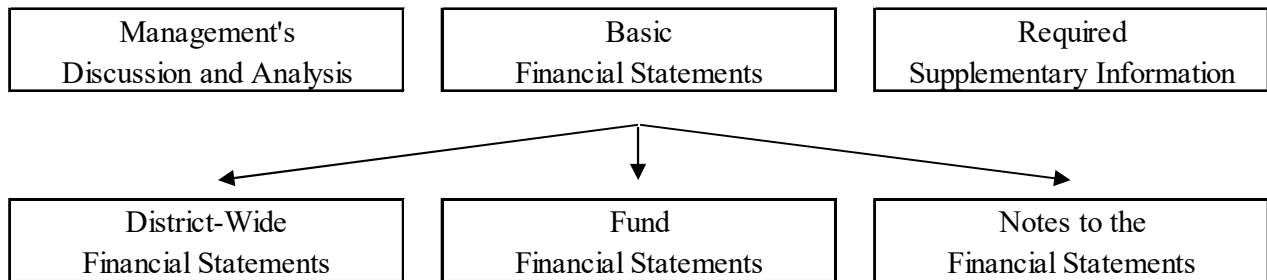 Management's
Discussion and Analysis
Basic
Financial Statements
Required
Supplementary Information
District-Wide
Financial Statements
Fund
Financial Statements
Notes to the
Financial Statements